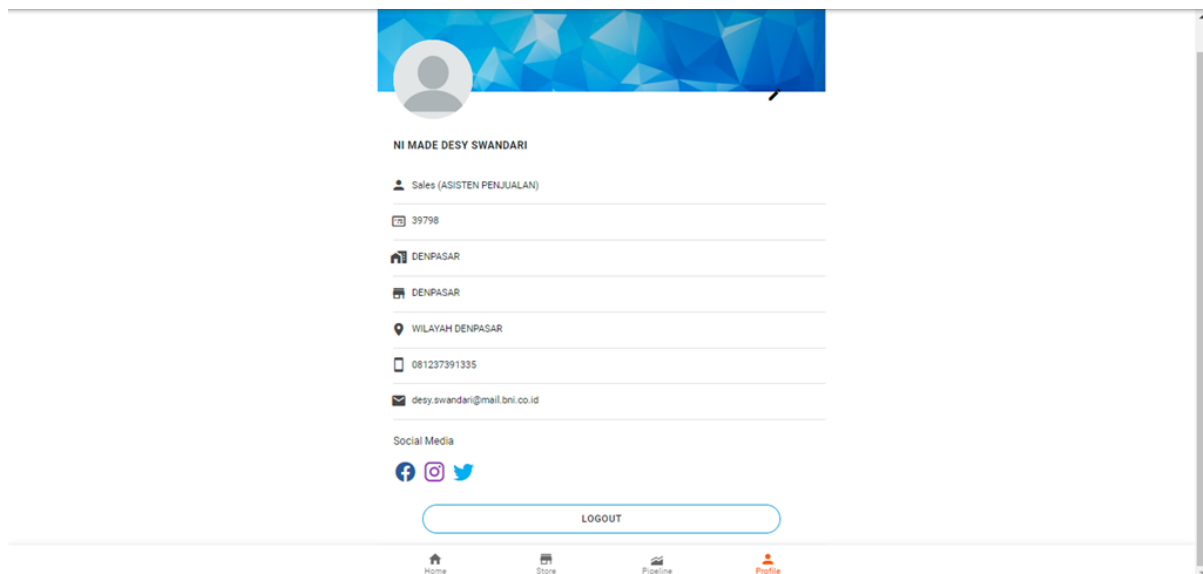 NI MADE DESY SWANDARI
Sales (ASISTEN PENJUALAN)
39798
DENPASAR
DENPASAR
WILAYAH DENPASAR
081237391335
desy.swandari@mail.bni.co.id
Social Media
LOGOUT
Home Store Pipeline Profile